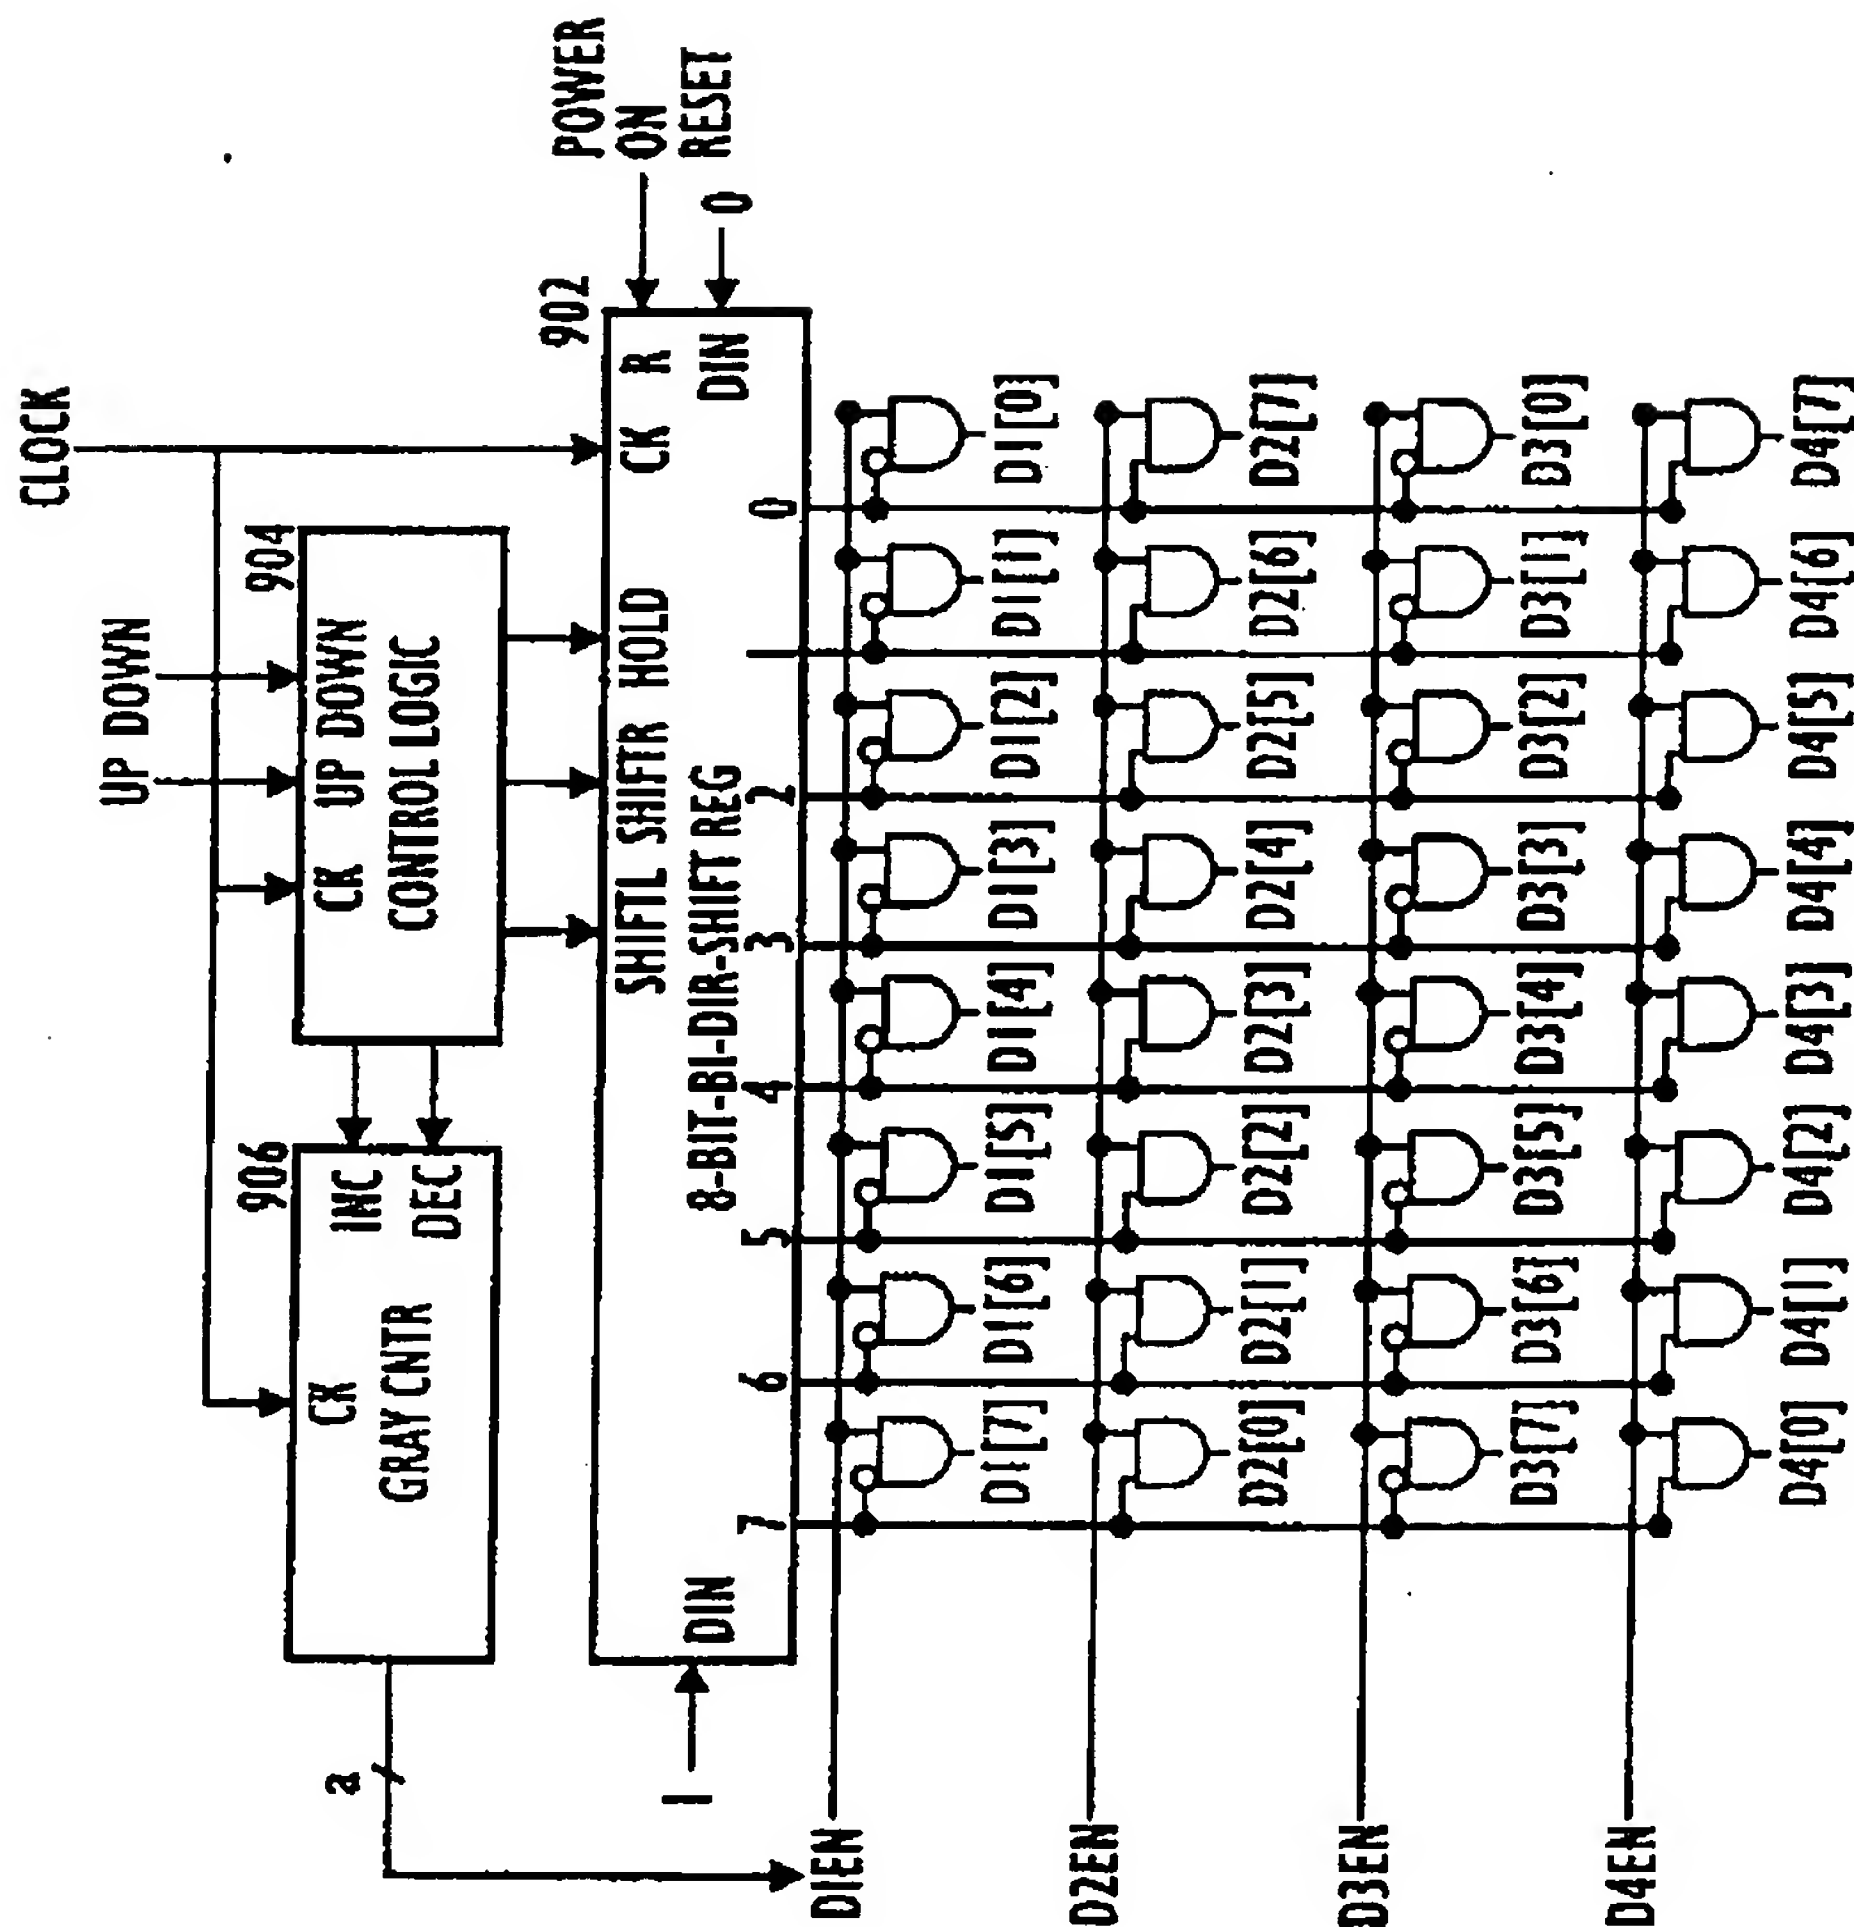 CLOCK
UP DOWN
904
CK UP DOWN
CONTROL LOGIC
906
INC
DEC
CK
GRAY CNTR
a
POWER
ON
RESET
0
902
SHIFTL SHIFTR HOLD CK R
DIN
8-BIT-BI-DIR-SHIFT REG
DIN
1
7 6 5 4 3 2 0
D1EN
D1[7] D1[6] D1[5] D1[4] D1[3] D1[2] D1[1] D1[0]
D2EN
D2[0] D2[1] D2[2] D2[3] D2[4] D2[5] D2[6] D2[7]
D3EN
D3[7] D3[6] D3[5] D3[4] D3[3] D3[2] D3[1] D3[0]
D4EN
D4[0] D4[1] D4[2] D4[3] D4[4] D4[5] D4[6] D4[7]